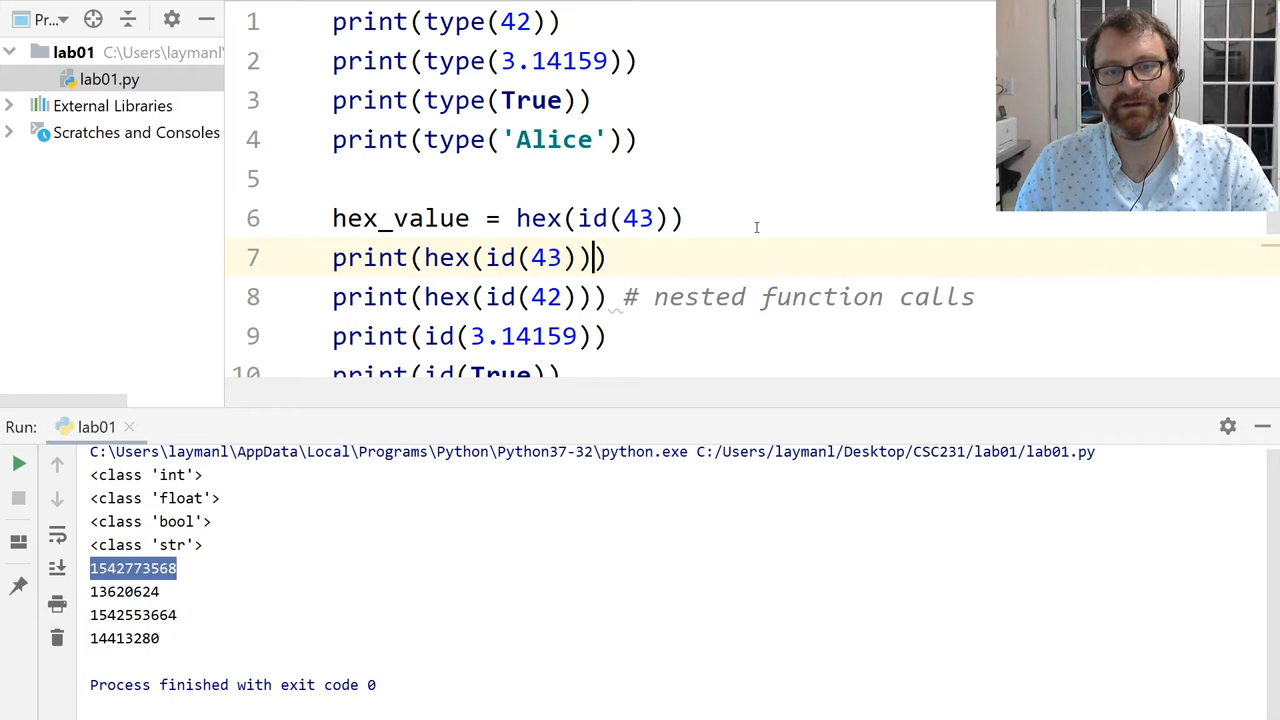 Pr...
lab01 C:\Users\laymanl\
lab01.py
External Libraries
Scratches and Consoles
1 print(type(42))
2 print(type(3.14159))
3 print(type(True))
4 print(type('Alice'))
5
6 hex_value = hex(id(43))
7 print(hex(id(43)))
8 print(hex(id(42))) # nested function calls
9 print(id(3.14159))
10 print(id(True))
Run: lab01
C:\Users\laymanl\AppData\Local\Programs\Python\Python37-32\python.exe C:/Users/laymanl/Desktop/CSC231/lab01/lab01.py
<class 'int'>
<class 'float'>
<class 'bool'>
<class 'str'>
1542773568
13620624
1542553664
14413280
Process finished with exit code 0